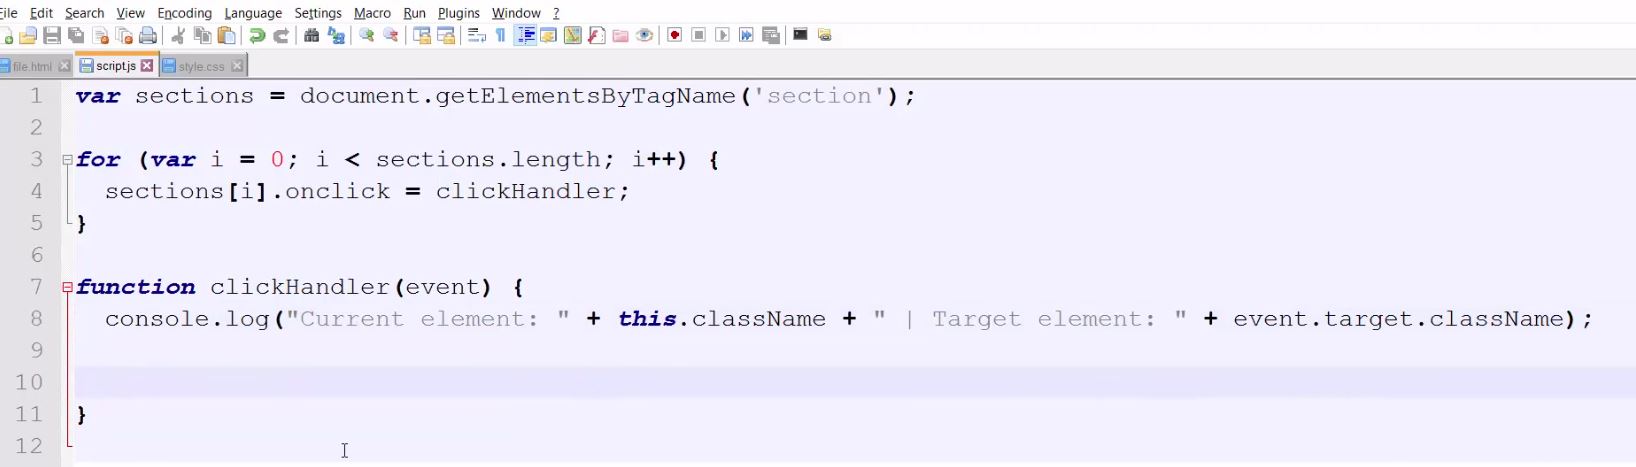 File Edit Search View Encoding Language Settings Macro Run Plugins Window ?
file.html script.js style.css
1 var sections = document.getElementsByTagName('section');
2
3 for (var i = 0; i < sections.length; i++) {
4 sections[i].onclick = clickHandler;
5 }
6
7 function clickHandler(event) {
8 console.log("Current element: " + this.className + " | Target element: " + event.target.className);
9
10
11 }
12